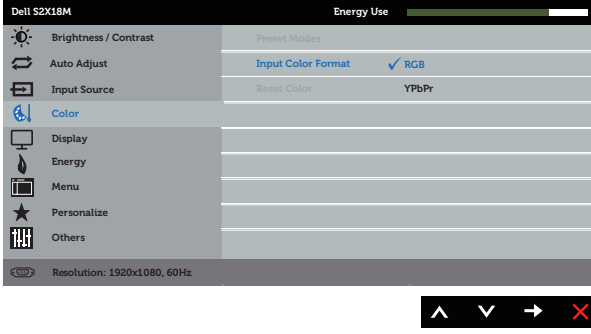 Dell S2X18M Energy Use
Brightness / Contrast Preset Modes
Auto Adjust Input Color Format RGB
Input Source Reset Color YPbPr
Color
Display
Energy
Menu
Personalize
Others
Resolution: 1920x1080, 60Hz